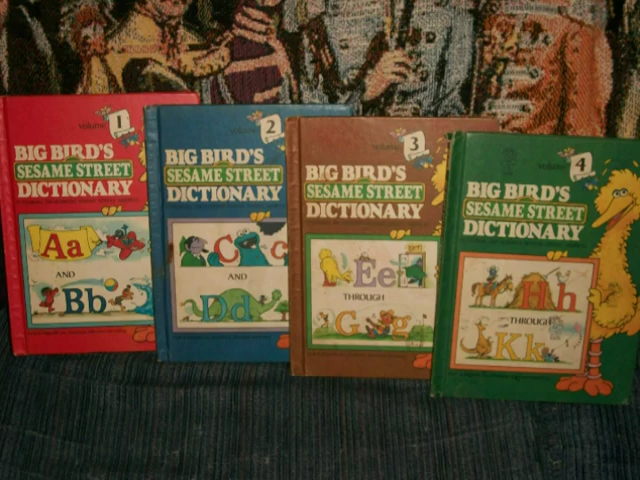 volume 1
BIG BIRD'S
SESAME STREET
DICTIONARY
Aa
AND
Bb
volume 2
BIG BIRD'S
SESAME STREET
DICTIONARY
C c
AND
Dd
volume 3
BIG BIRD'S
SESAME STREET
DICTIONARY
Ee
THROUGH
G g
volume 4
BIG BIRD'S
SESAME STREET
DICTIONARY
Hh
THROUGH
Kk